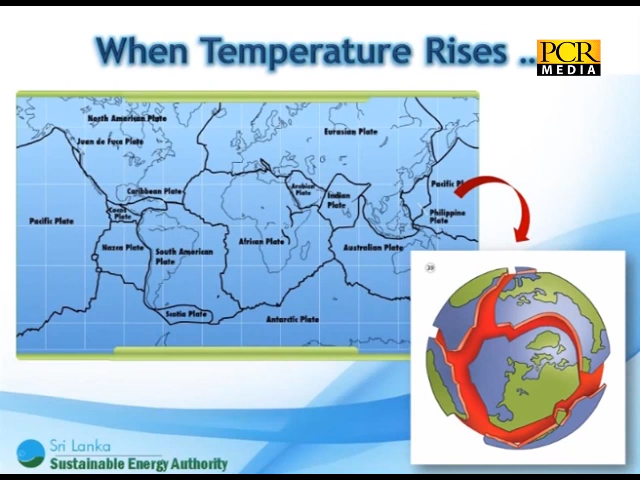 When Temperature Rises ..
PCR
MEDIA
North American Plate
Juan de Fuca Plate
Eurasian Plate
Caribbean Plate
Arabian
Plate
Indian
Plate
Pacific Plate
Cocos
Plate
Pacific Pl
Philippine
Plate
Nazca Plate
South American
Plate
African Plate
Australian Plate
Scotia Plate
Antarctic Plate
Sri Lanka
Sustainable Energy Authority